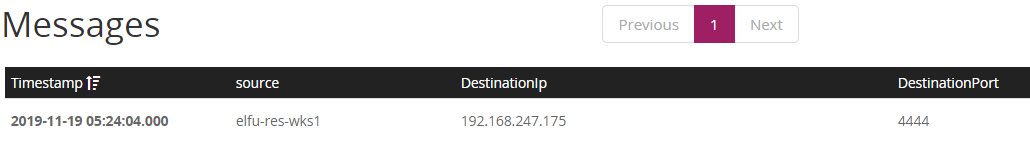 Messages
Previous 1 Next
Timestamp source DestinationIp DestinationPort
2019-11-19 05:24:04.000 elfu-res-wks1 192.168.247.175 4444